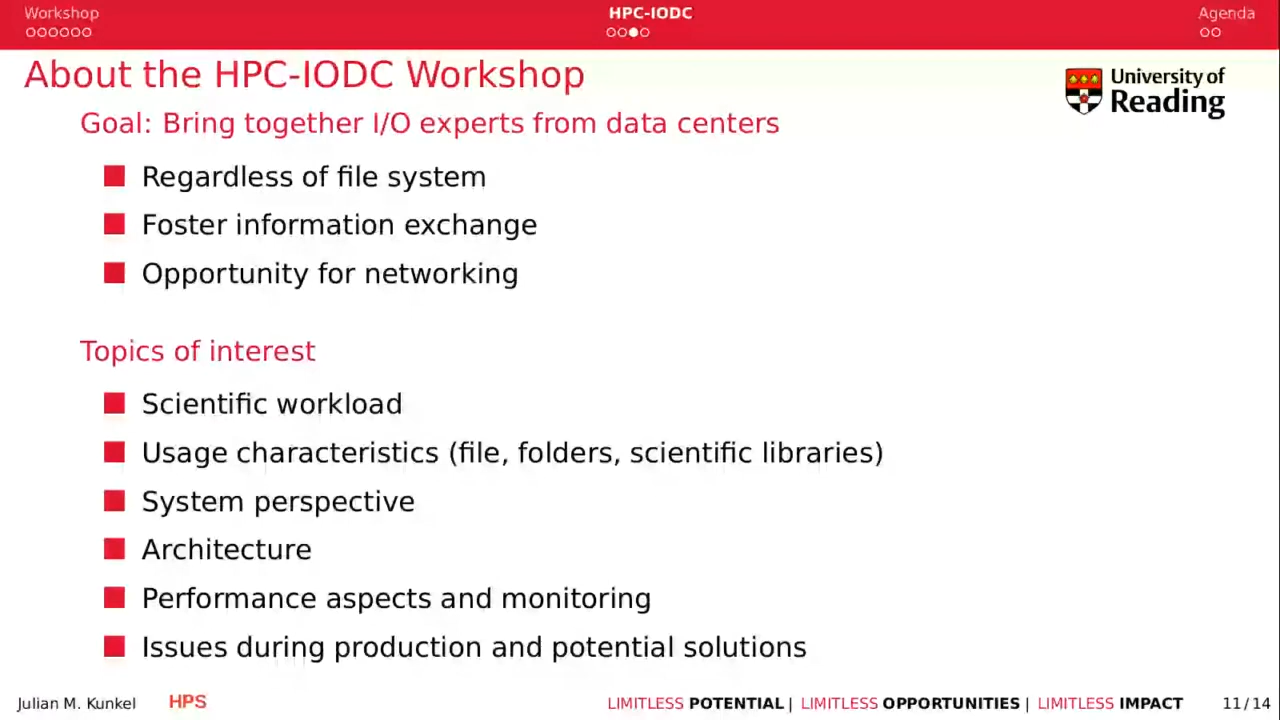 Workshop
HPC-IODC
Agenda
About the HPC-IODC Workshop
University of
Reading
Goal: Bring together I/O experts from data centers
Regardless of file system
Foster information exchange
Opportunity for networking
Topics of interest
Scientific workload
Usage characteristics (file, folders, scientific libraries)
System perspective
Architecture
Performance aspects and monitoring
Issues during production and potential solutions
Julian M. Kunkel HPS LIMITLESS POTENTIAL | LIMITLESS OPPORTUNITIES | LIMITLESS IMPACT 11/14